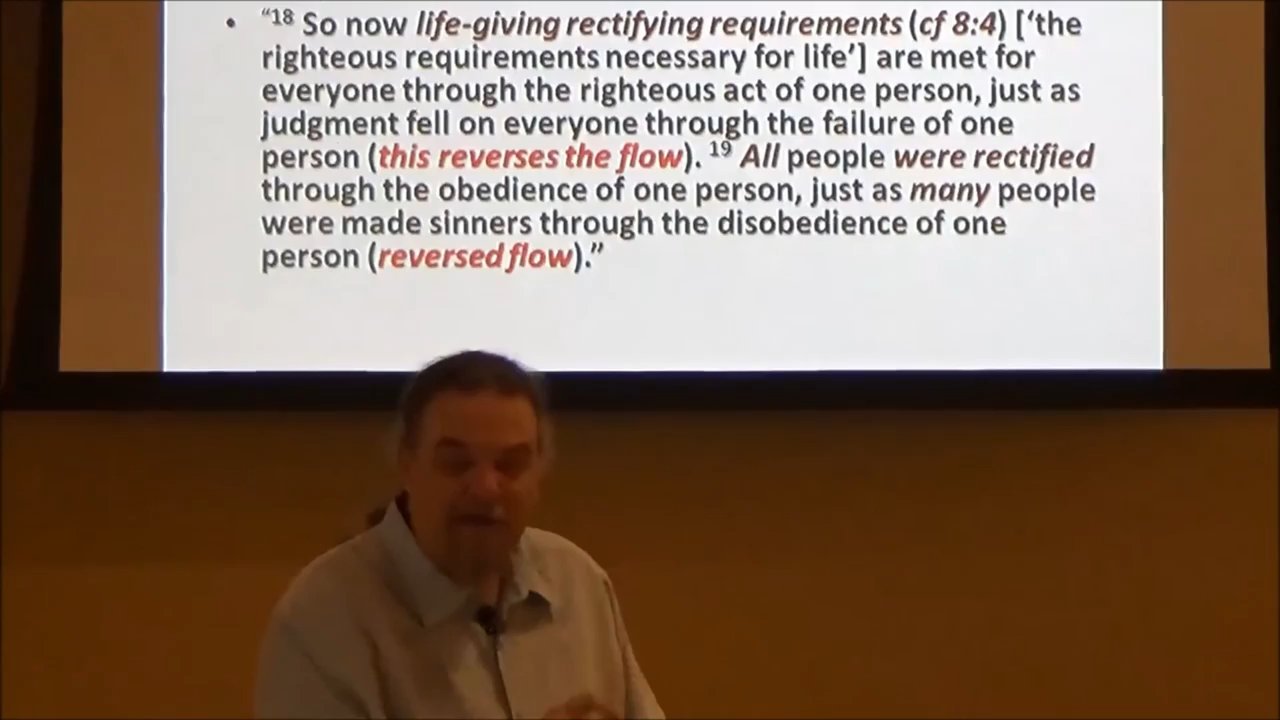 • “18 So now life-giving rectifying requirements (cf 8:4) [‘the
righteous requirements necessary for life’] are met for
everyone through the righteous act of one person, just as
judgment fell on everyone through the failure of one
person (this reverses the flow). 19 All people were rectified
through the obedience of one person, just as many people
were made sinners through the disobedience of one
person (reversed flow).”